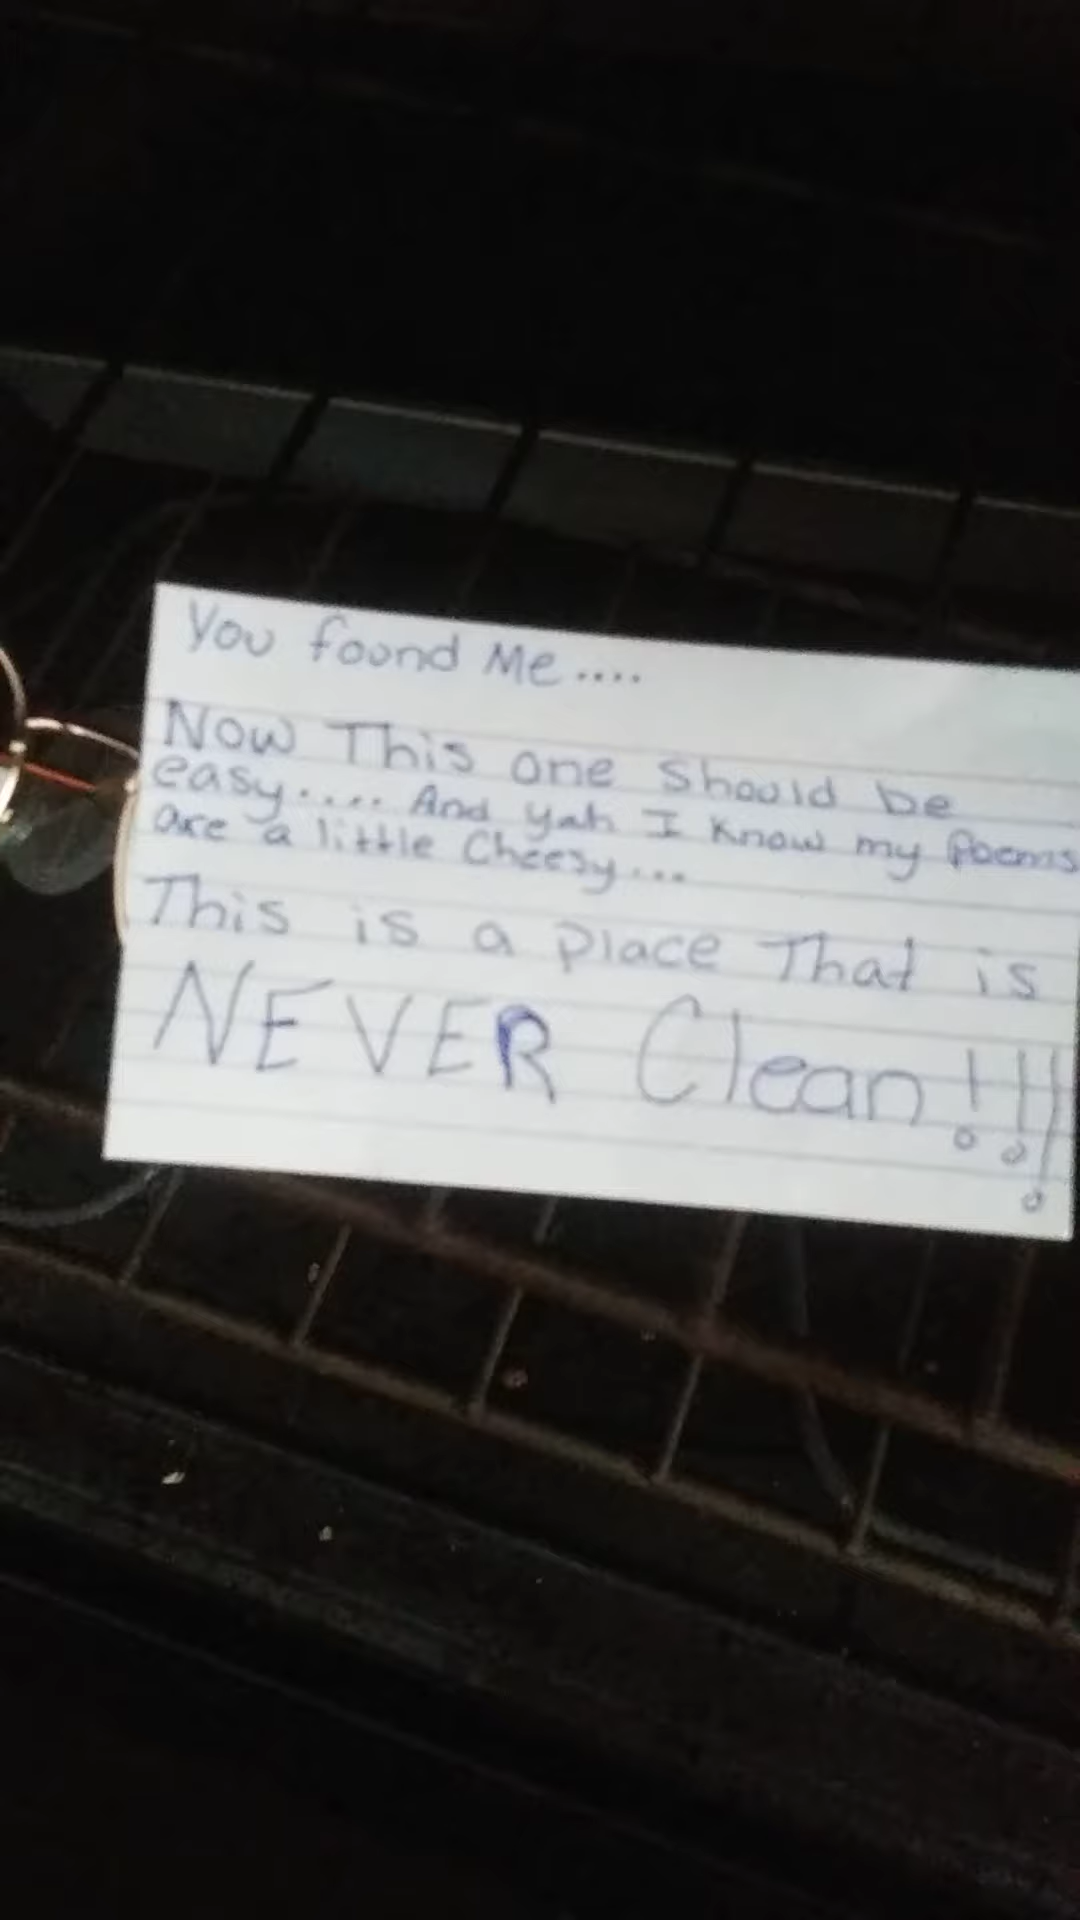 You found Me....
Now This one Should be
easy.... And yah I Know my Poems
are a little Cheesy...
This is a Place That is
NEVER Clean!!!